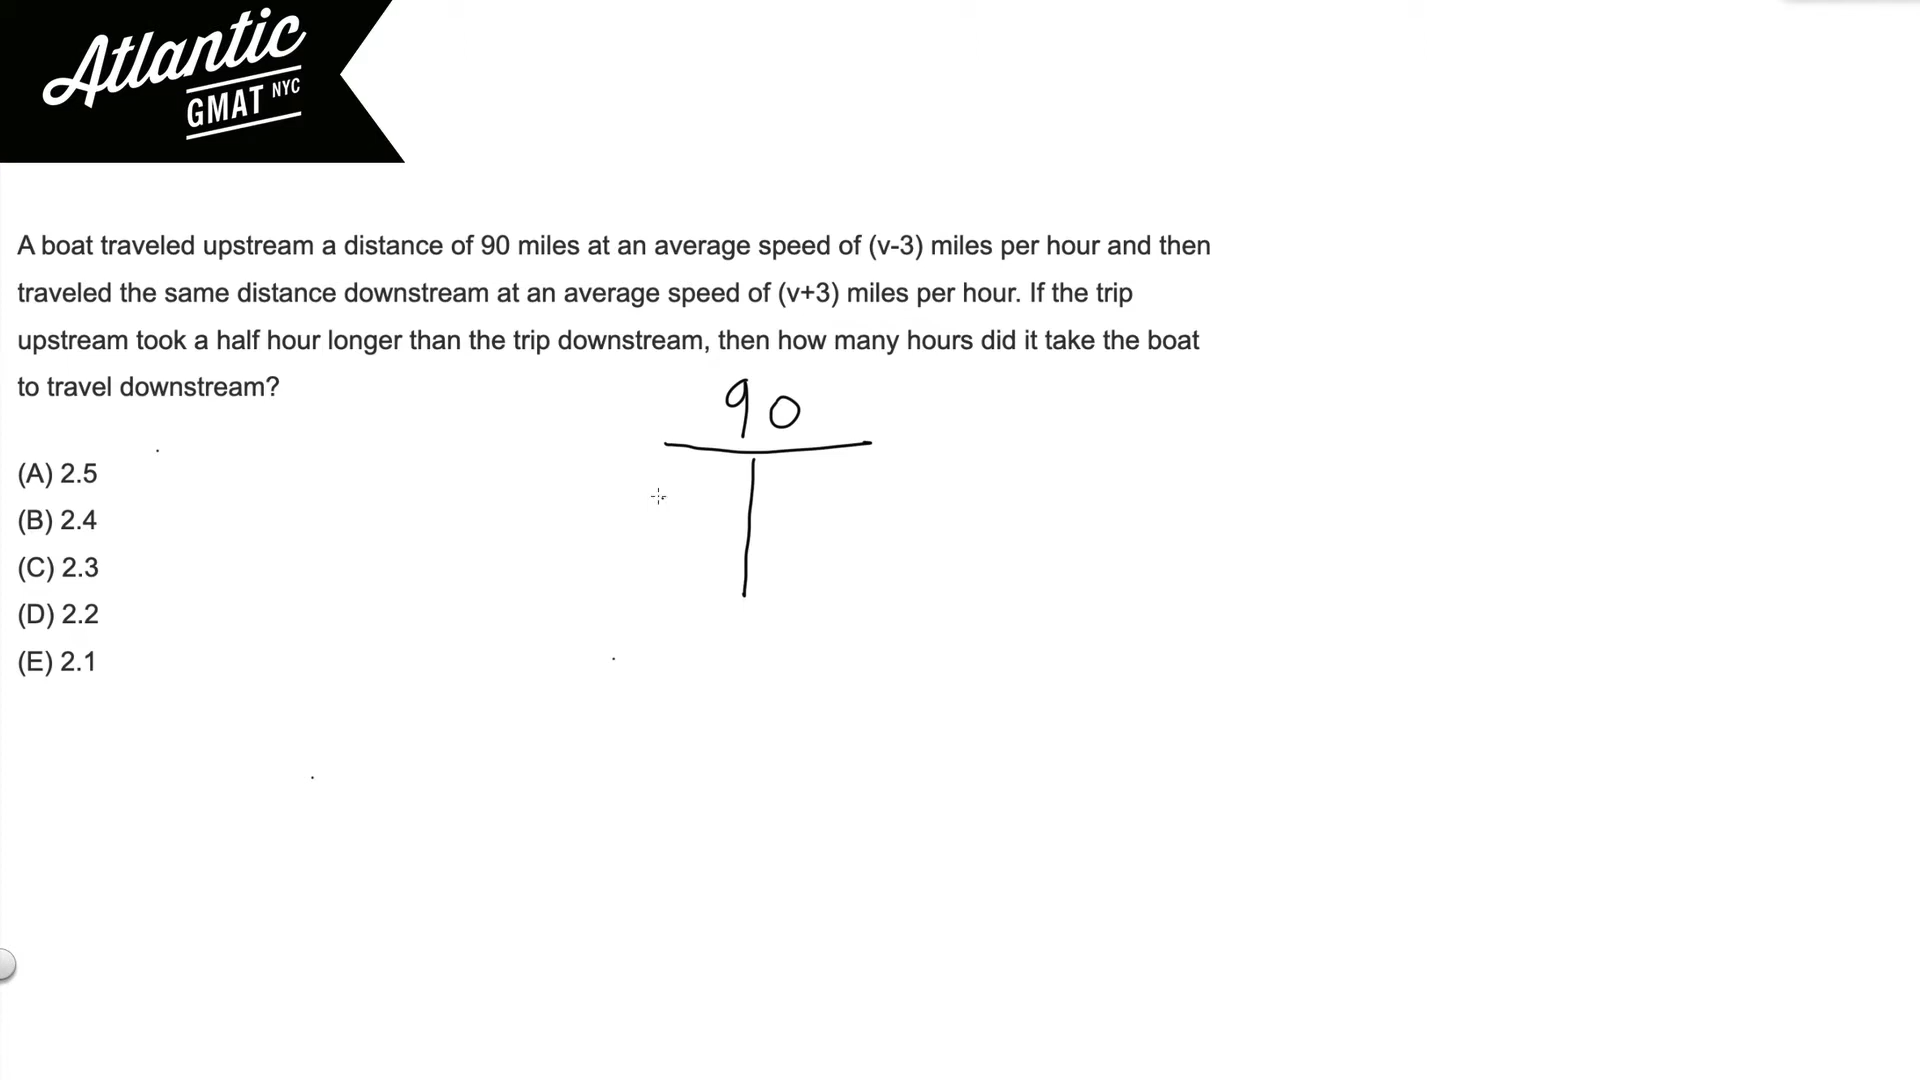 Atlantic
GMAT NYC
A boat traveled upstream a distance of 90 miles at an average speed of (v-3) miles per hour and then
traveled the same distance downstream at an average speed of (v+3) miles per hour. If the trip
upstream took a half hour longer than the trip downstream, then how many hours did it take the boat
to travel downstream?
90
(A) 2.5
(B) 2.4
(C) 2.3
(D) 2.2
(E) 2.1